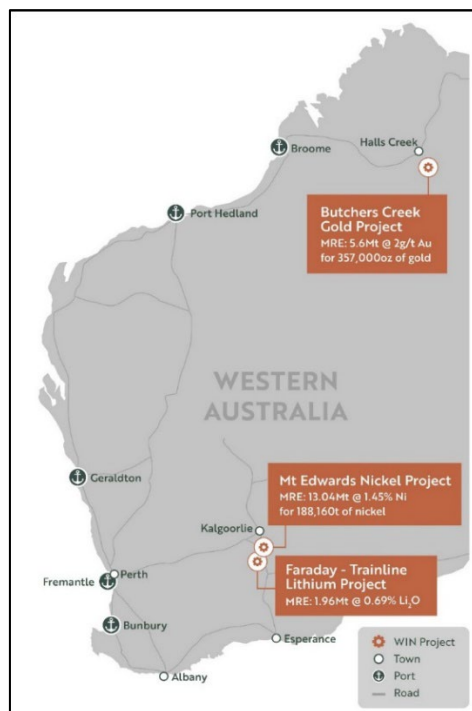 Halls Creek
Broome
Butchers Creek
Gold Project
MRE: 5.6Mt @ 2g/t Au
for 357,000oz of gold
Port Hedland
WESTERN
AUSTRALIA
Mt Edwards Nickel Project
MRE: 13.04Mt @ 1.45% Ni
for 188,160t of nickel
Geraldton
Kalgoorlie
Faraday - Trainline
Lithium Project
MRE: 1.96Mt @ 0.69% Li₂O
Perth
Fremantle
Bunbury
Esperance
Albany
WIN Project
Town
Port
Road